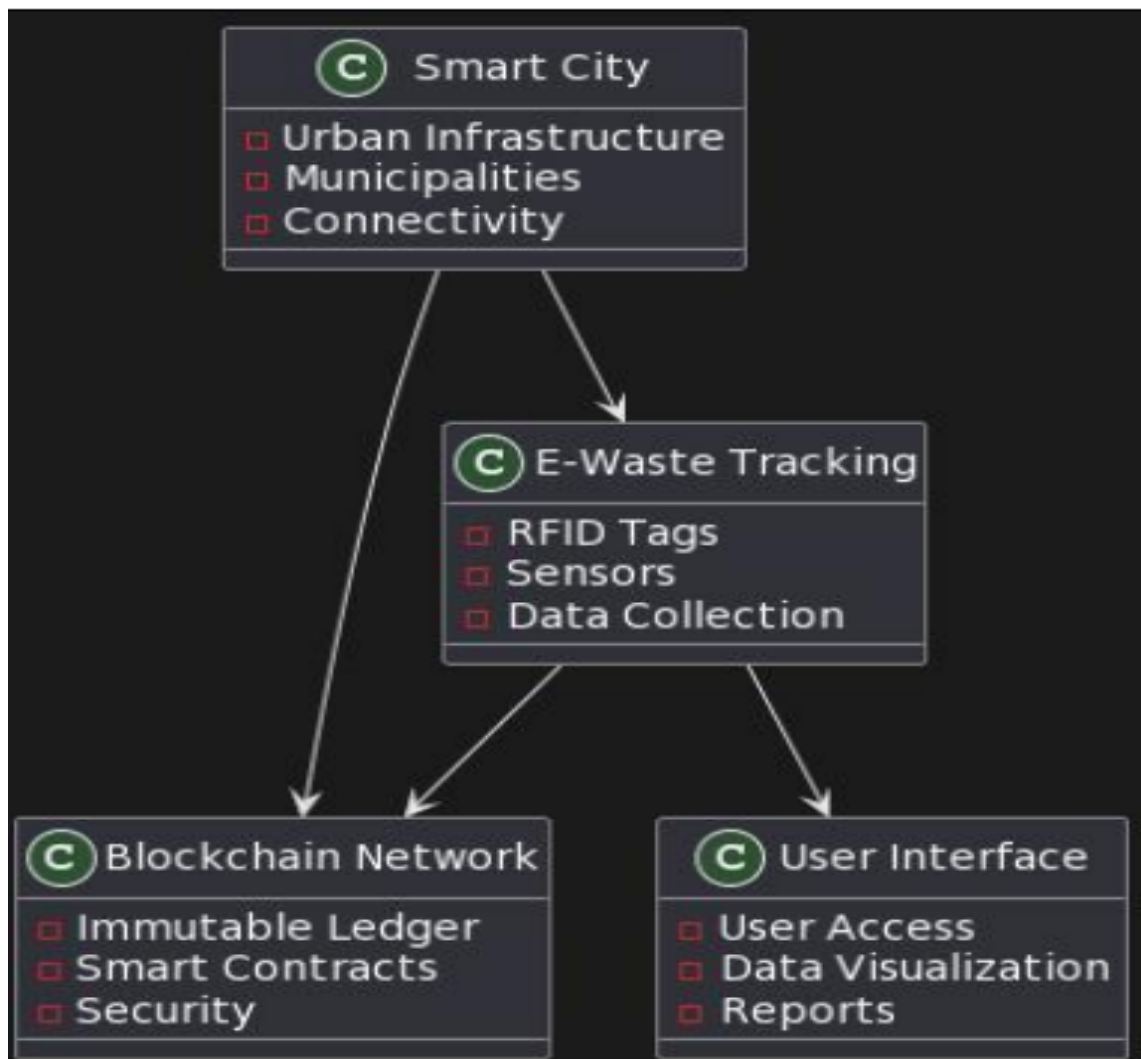 C Smart City
Urban Infrastructure
Municipalities
Connectivity
C E-Waste Tracking
RFID Tags
Sensors
Data Collection
C Blockchain Network
Immutable Ledger
Smart Contracts
Security
C User Interface
User Access
Data Visualization
Reports